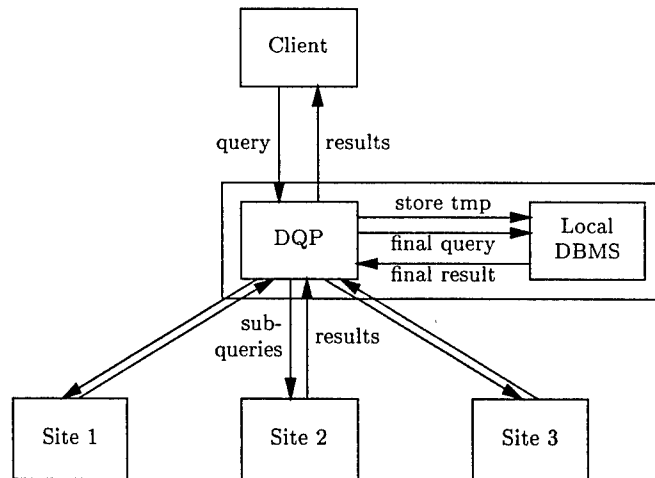 Client
query
results
store tmp
DQP
final query
Local
DBMS
final result
sub-
queries
results
Site 1
Site 2
Site 3